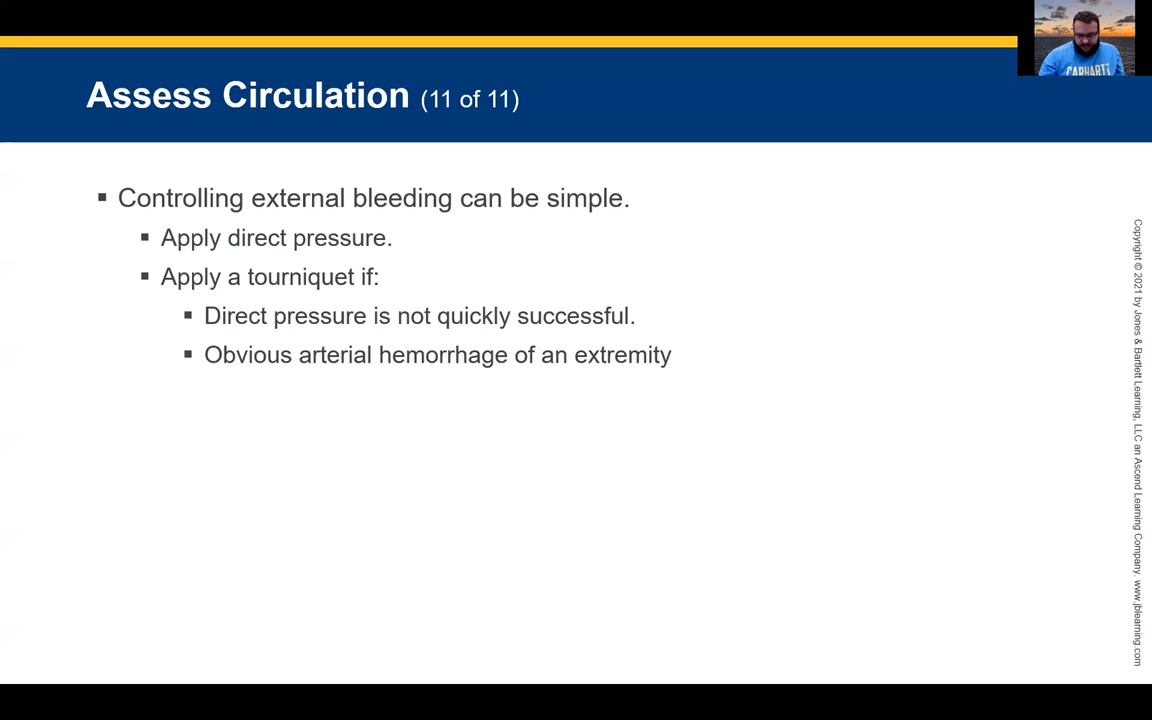 Assess Circulation (11 of 11)
▪ Controlling external bleeding can be simple.
▪ Apply direct pressure.
▪ Apply a tourniquet if:
▪ Direct pressure is not quickly successful.
▪ Obvious arterial hemorrhage of an extremity
Copyright © 2021 by Jones & Bartlett Learning, LLC an Ascend Learning Company. www.jblearning.com
CARHARTT